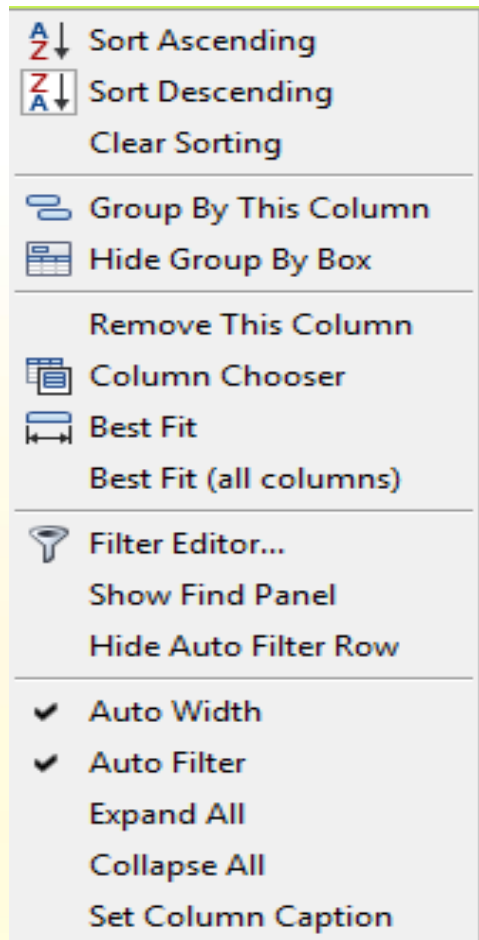 Sort Ascending
Sort Descending
Clear Sorting
Group By This Column
Hide Group By Box
Remove This Column
Column Chooser
Best Fit
Best Fit (all columns)
Filter Editor...
Show Find Panel
Hide Auto Filter Row
Auto Width
Auto Filter
Expand All
Collapse All
Set Column Caption